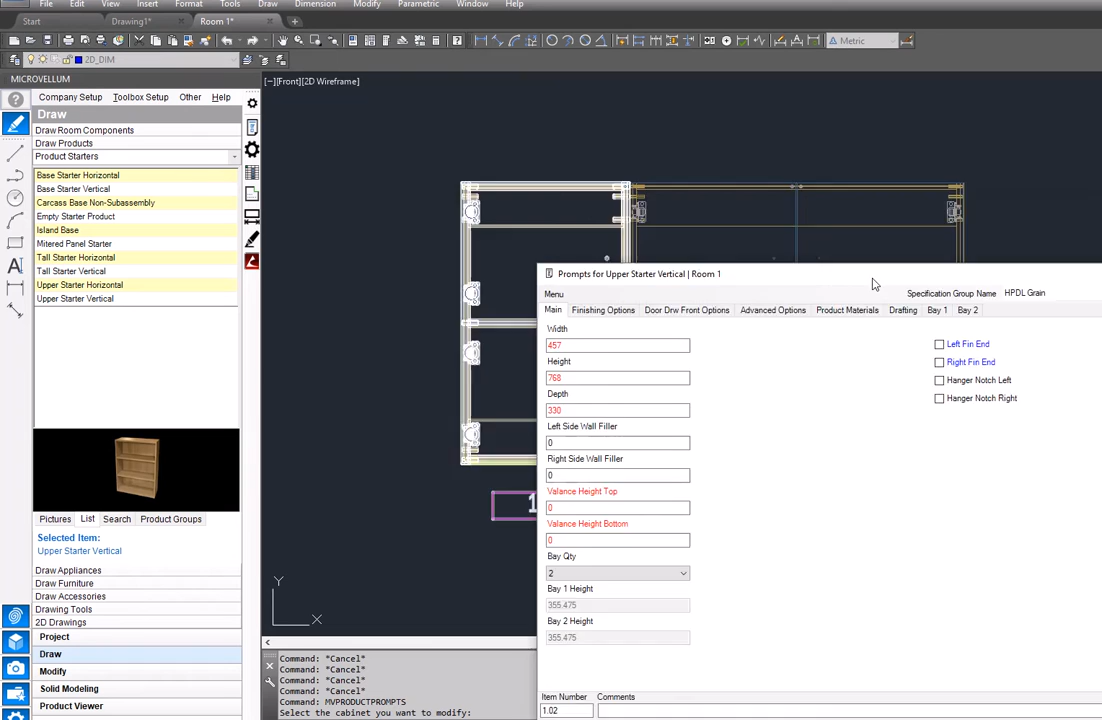 File Edit View Insert Format Tools Draw Dimension Modify Parametric Window Help
Start Drawing1* Room 1*
Metric
2D_DIM
MICROVELLUM
[−][Front][2D Wireframe]
Company Setup Toolbox Setup Other Help
Draw
Draw Room Components
Draw Products
Product Starters
Base Starter Horizontal
Base Starter Vertical
Carcass Base Non-Subassembly
Empty Starter Product
Island Base
Mitered Panel Starter
Tall Starter Horizontal
Tall Starter Vertical
Upper Starter Horizontal
Upper Starter Vertical
Pictures List Search Product Groups
Selected Item:
Upper Starter Vertical
Draw Appliances
Draw Furniture
Draw Accessories
Drawing Tools
2D Drawings
Project
Draw
Modify
Solid Modeling
Product Viewer
Y
X
Command: *Cancel*
Command: *Cancel*
Command: *Cancel*
Command: *Cancel*
Command: MVPRODUCTPROMPTS
Select the cabinet you want to modify:
Prompts for Upper Starter Vertical | Room 1
Menu
Specification Group Name HPDL Grain
Main Finishing Options Door Drw Front Options Advanced Options Product Materials Drafting Bay 1 Bay 2
Width
457
Height
768
Depth
330
Left Side Wall Filler
0
Right Side Wall Filler
0
Valance Height Top
0
Valance Height Bottom
0
Bay Qty
2
Bay 1 Height
355.475
Bay 2 Height
355.475
Left Fin End
Right Fin End
Hanger Notch Left
Hanger Notch Right
Item Number Comments
1.02